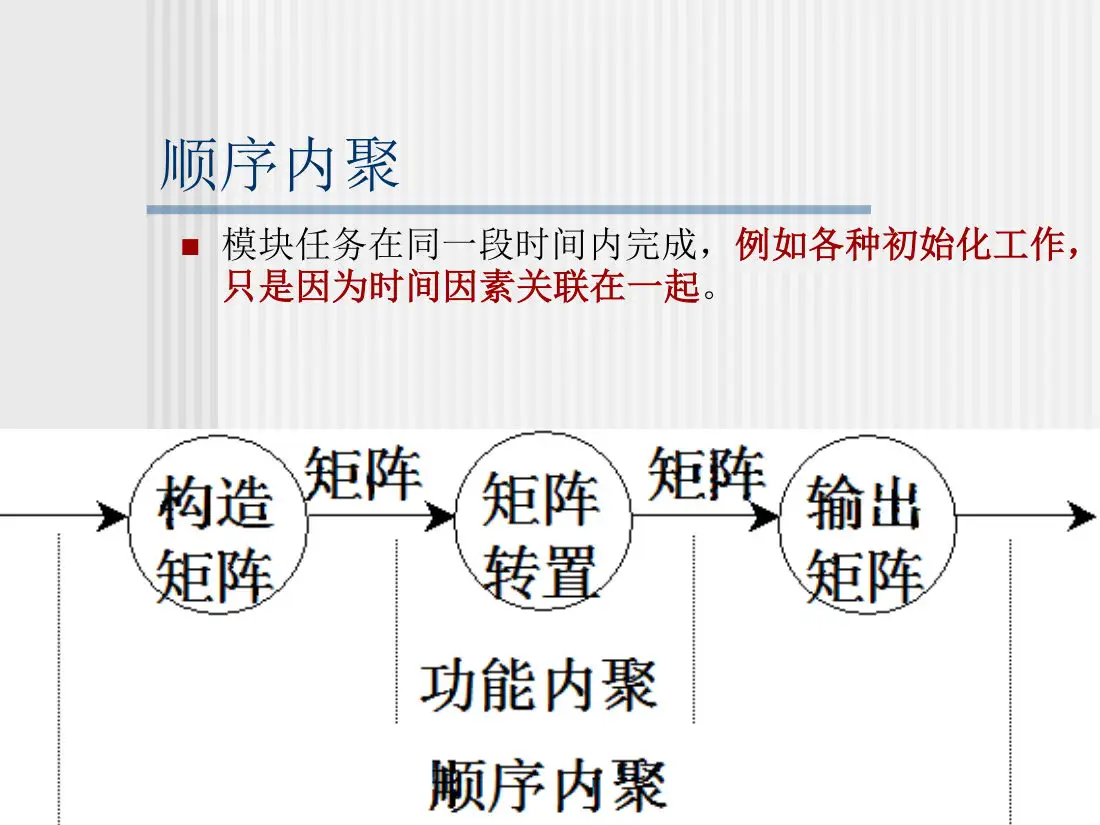 顺序内聚
模块任务在同一段时间内完成，例如各种初始化工作，
只是因为时间因素关联在一起。
构造
矩阵
矩阵
矩阵
转置
矩阵
输出
矩阵
功能内聚
顺序内聚